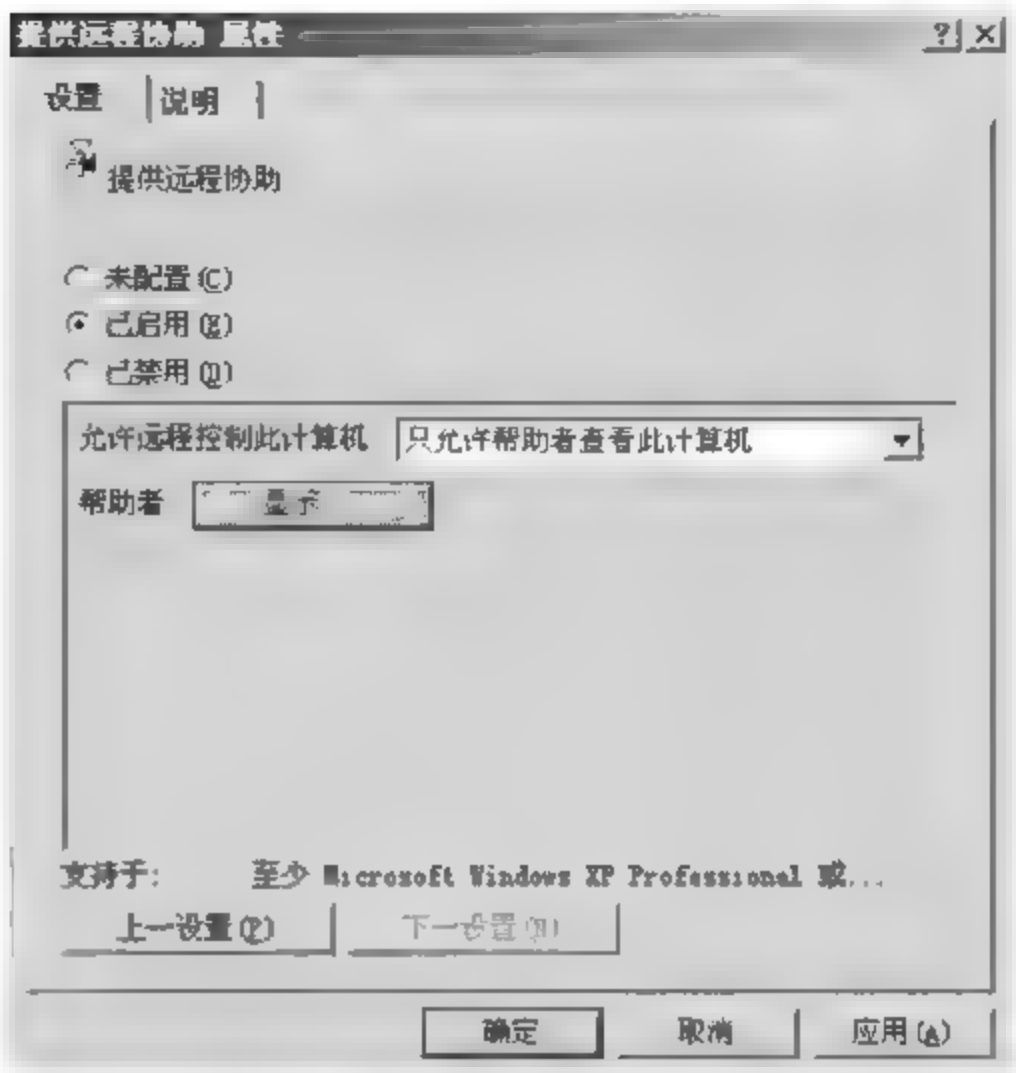 提供远程协助 属性
设置 说明
提供远程协助
未配置(C)
已启用(E)
已禁用(D)
允许远程控制此计算机 只允许帮助者查看此计算机
帮助者 显示
支持于: 至少 Microsoft Windows XP Professional 或...
上一设置(P) 下一设置(N)
确定 取消 应用(A)